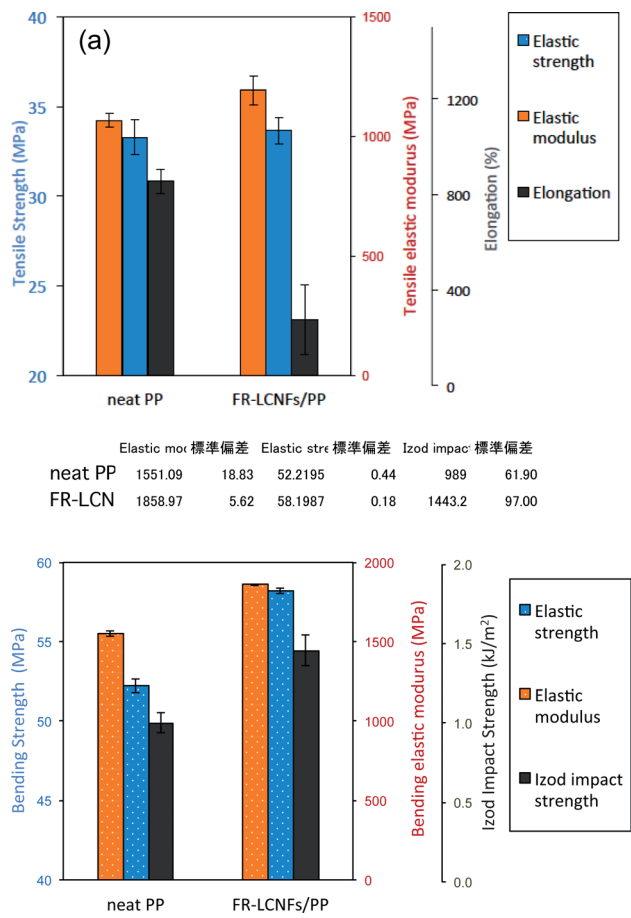 (a)
40
35
30
25
20
Tensile Strength (MPa)
1500
1000
500
0
Tensile elastic modurus (MPa)
1200
800
400
0
Elongation (%)
Elastic strength
Elastic modulus
Elongation
neat PP
FR-LCNFs/PP
Elastic mod 標準偏差 Elastic stre 標準偏差 Izod impact 標準偏差
neat PP 1551.09 18.83 52.2195 0.44 989 61.90
FR-LCN 1858.97 5.62 58.1987 0.18 1443.2 97.00
60
55
50
45
40
Bending Strength (MPa)
2000
1500
1000
500
0
Bending elastic modurus (MPa)
2.0
1.5
1.0
0.5
0.0
Izod Impact Strength (kJ/m²)
Elastic strength
Elastic modulus
Izod impact strength
neat PP
FR-LCNFs/PP